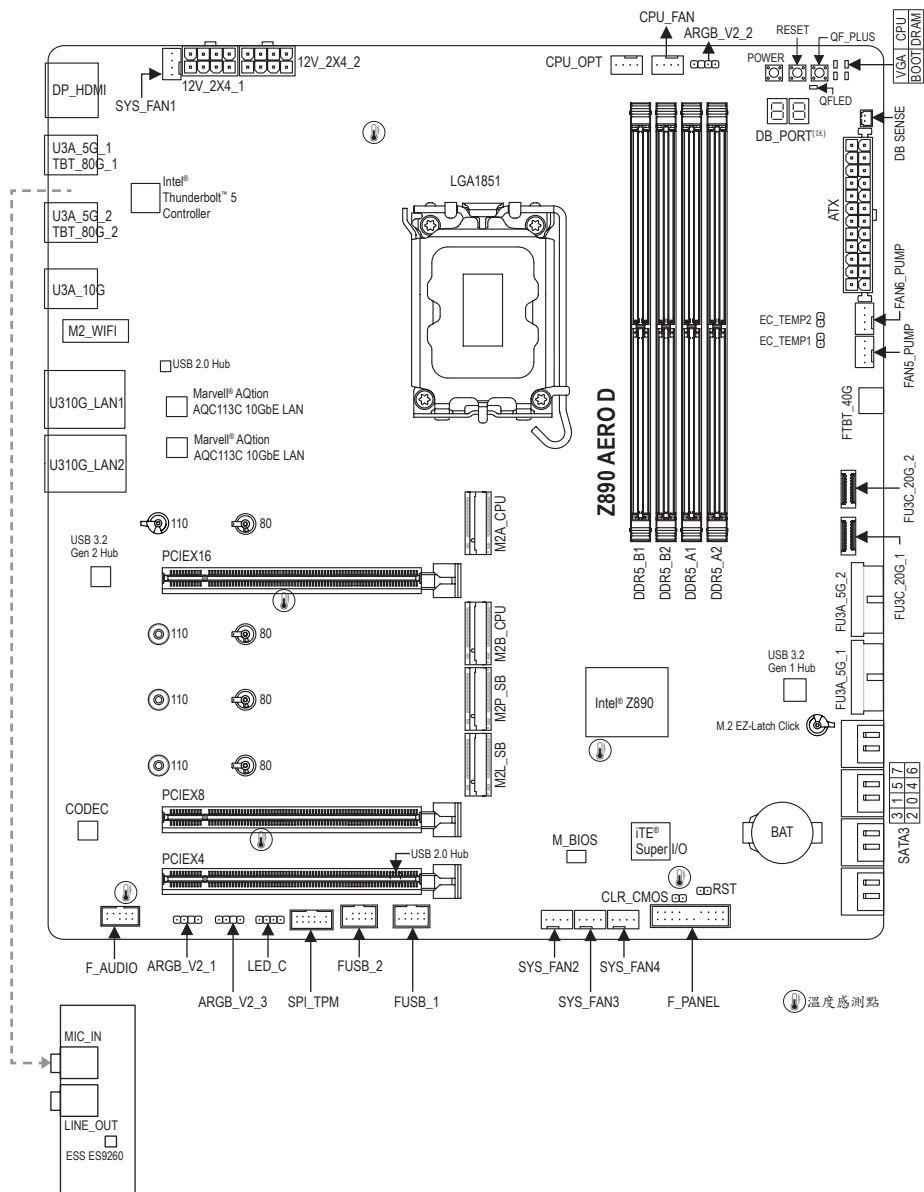 CPU_FAN
ARGB_V2_2
RESET
QF_PLUS
CPU
DRAM
VGA
BOOT
12V_2X4_2
CPU_OPT
POWER
12V_2X4_1
SYS_FAN1
DP_HDMI
QFLED
88
DB_PORT(註)
DB SENSE
U3A_5G_1
TBT_80G_1
Intel®
Thunderbolt™ 5
Controller
LGA1851
U3A_5G_2
TBT_80G_2
ATX
U3A_10G
FAN6_PUMP
M2_WIFI
EC_TEMP2
EC_TEMP1
FAN5_PUMP
USB 2.0 Hub
U310G_LAN1
Marvell® AQtion
AQC113C 10GbE LAN
FTBT_40G
U310G_LAN2
Marvell® AQtion
AQC113C 10GbE LAN
Z890 AERO D
FU3C_20G_2
110
80
M2A_CPU
USB 3.2
Gen 2 Hub
PCIEX16
DDR5_B1
DDR5_B2
DDR5_A1
DDR5_A2
FU3C_20G_1
FU3A_5G_2
110
80
M2B_CPU
USB 3.2
Gen 1 Hub
FU3A_5G_1
110
80
M2P_SB
Intel® Z890
M.2 EZ-Latch Click
110
80
M2L_SB
3 1 5 7
2 0 4 6
SATA3
PCIEX8
CODEC
M_BIOS
iTE®
Super I/O
BAT
USB 2.0 Hub
PCIEX4
CLR_CMOS
RST
F_AUDIO
ARGB_V2_1
LED_C
FUSB_2
SYS_FAN2
SYS_FAN4
ARGB_V2_3
SPI_TPM
FUSB_1
SYS_FAN3
F_PANEL
溫度感測點
MIC_IN
LINE_OUT
ESS ES9260